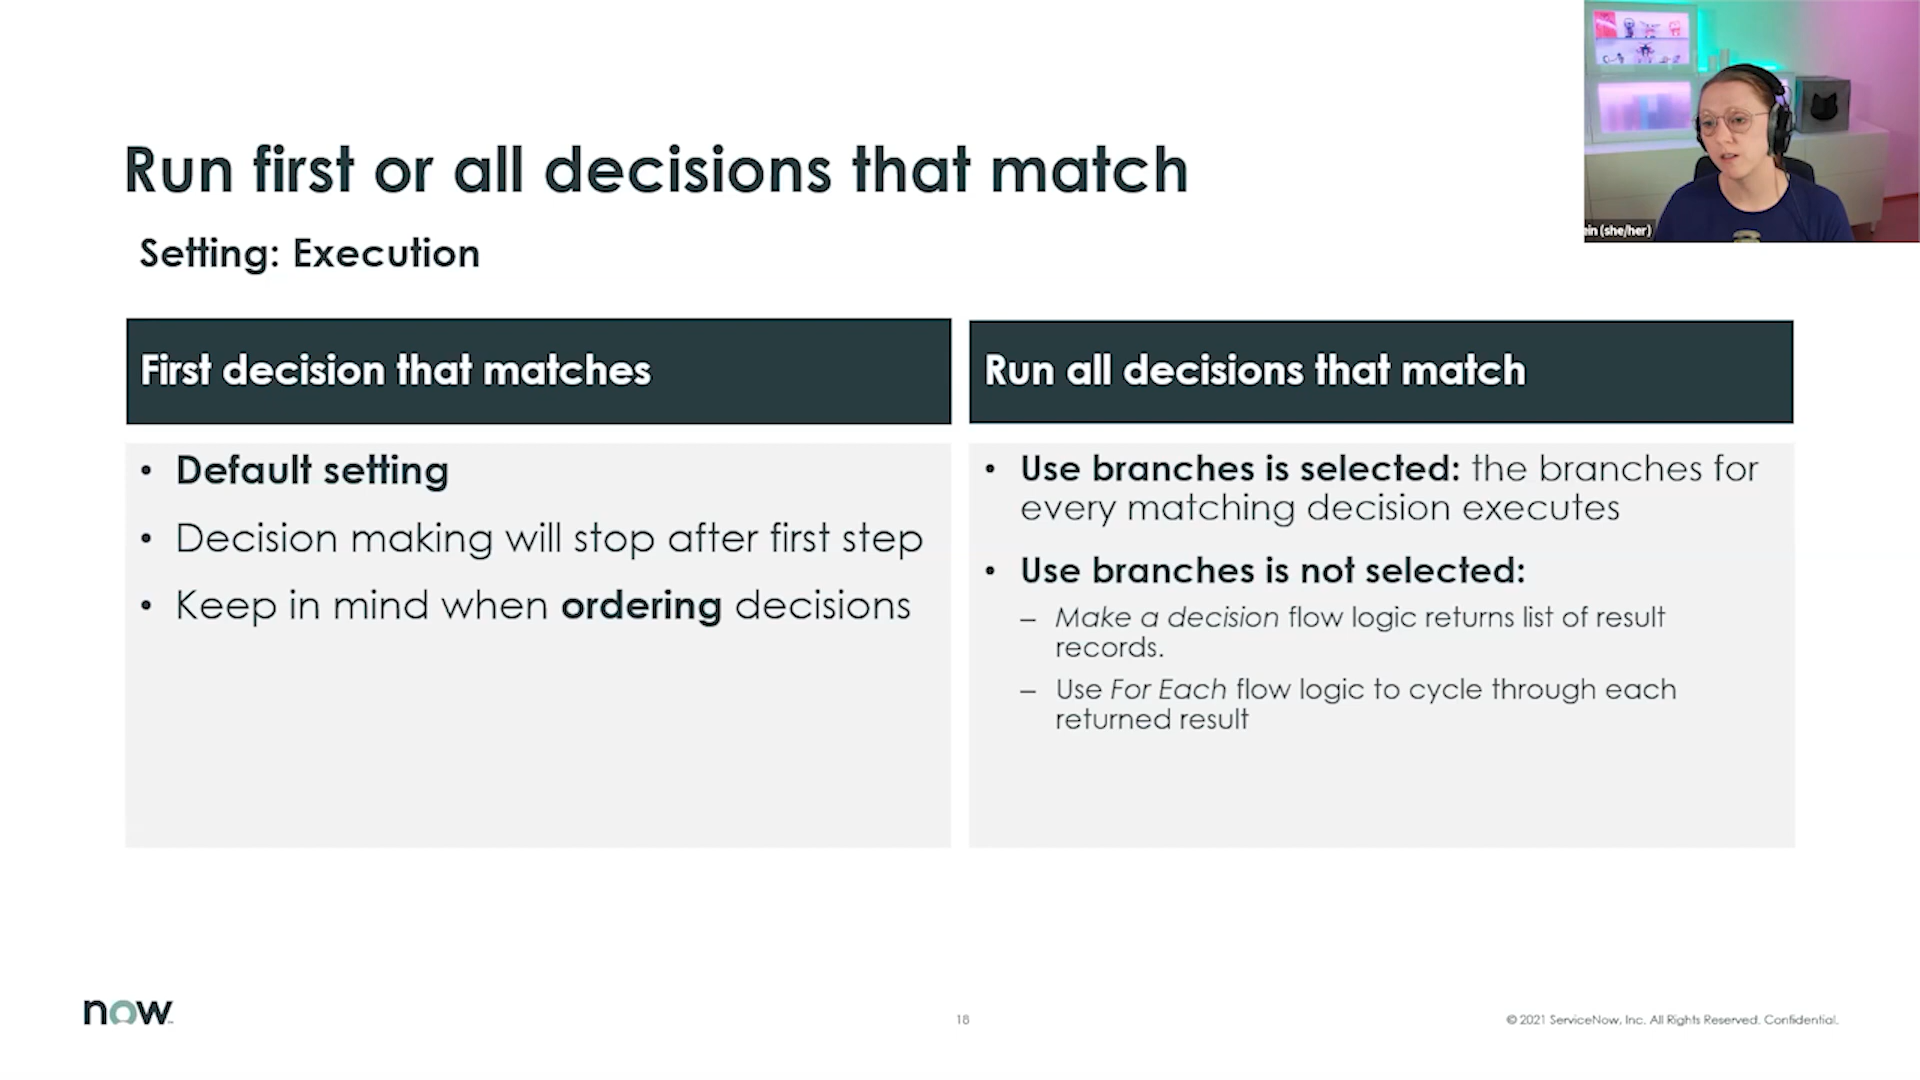 Run first or all decisions that match
Setting: Execution
First decision that matches
• Default setting
• Decision making will stop after first step
• Keep in mind when ordering decisions
Run all decisions that match
• Use branches is selected: the branches for
every matching decision executes
• Use branches is not selected:
– Make a decision flow logic returns list of result
records.
– Use For Each flow logic to cycle through each
returned result
ein (she/her)
now
18
© 2021 ServiceNow, Inc. All Rights Reserved. Confidential.